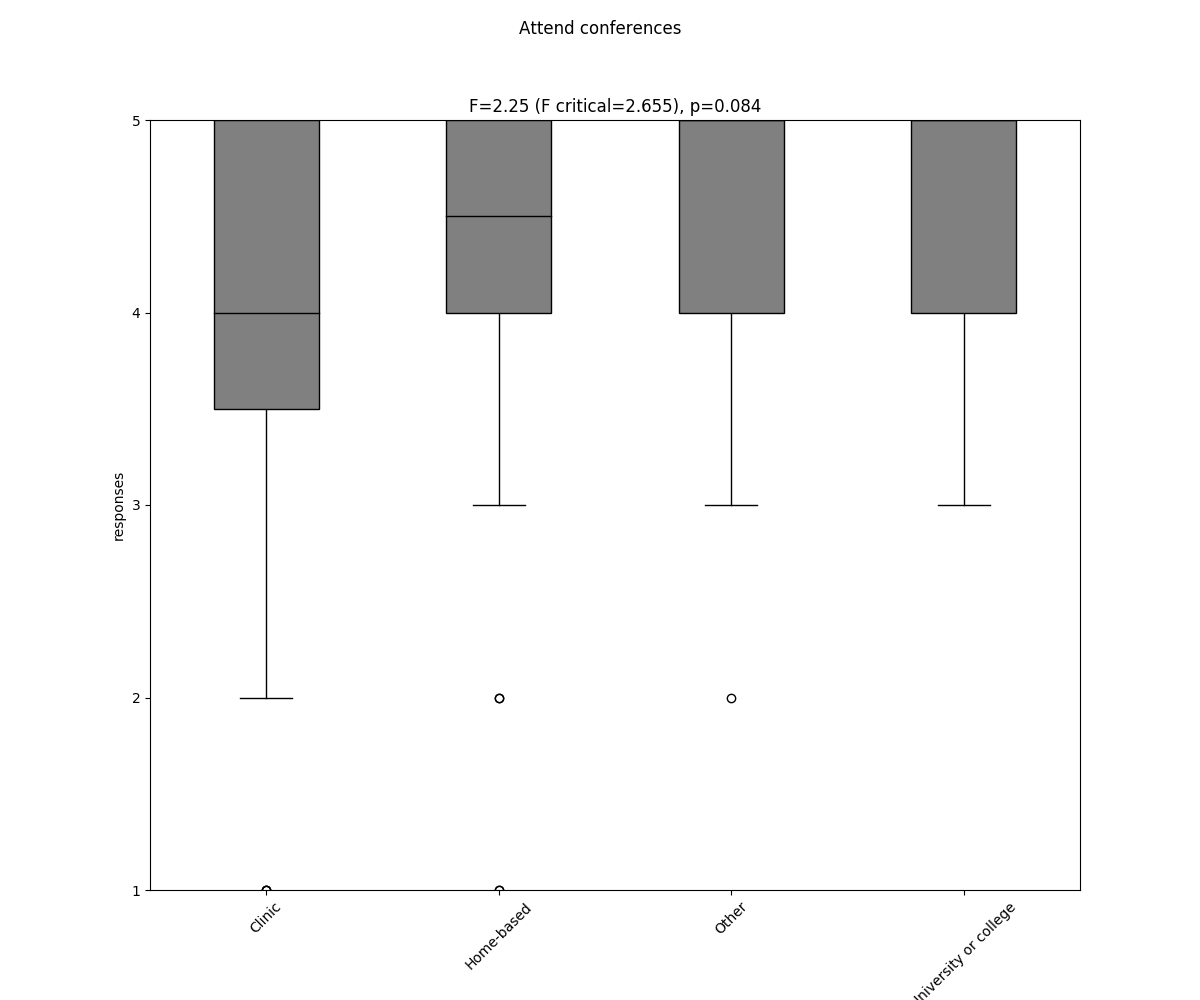 Attend conferences
F=2.25 (F critical=2.655), p=0.084
5
4
3
2
1
responses
Clinic
Home-based
Other
or college